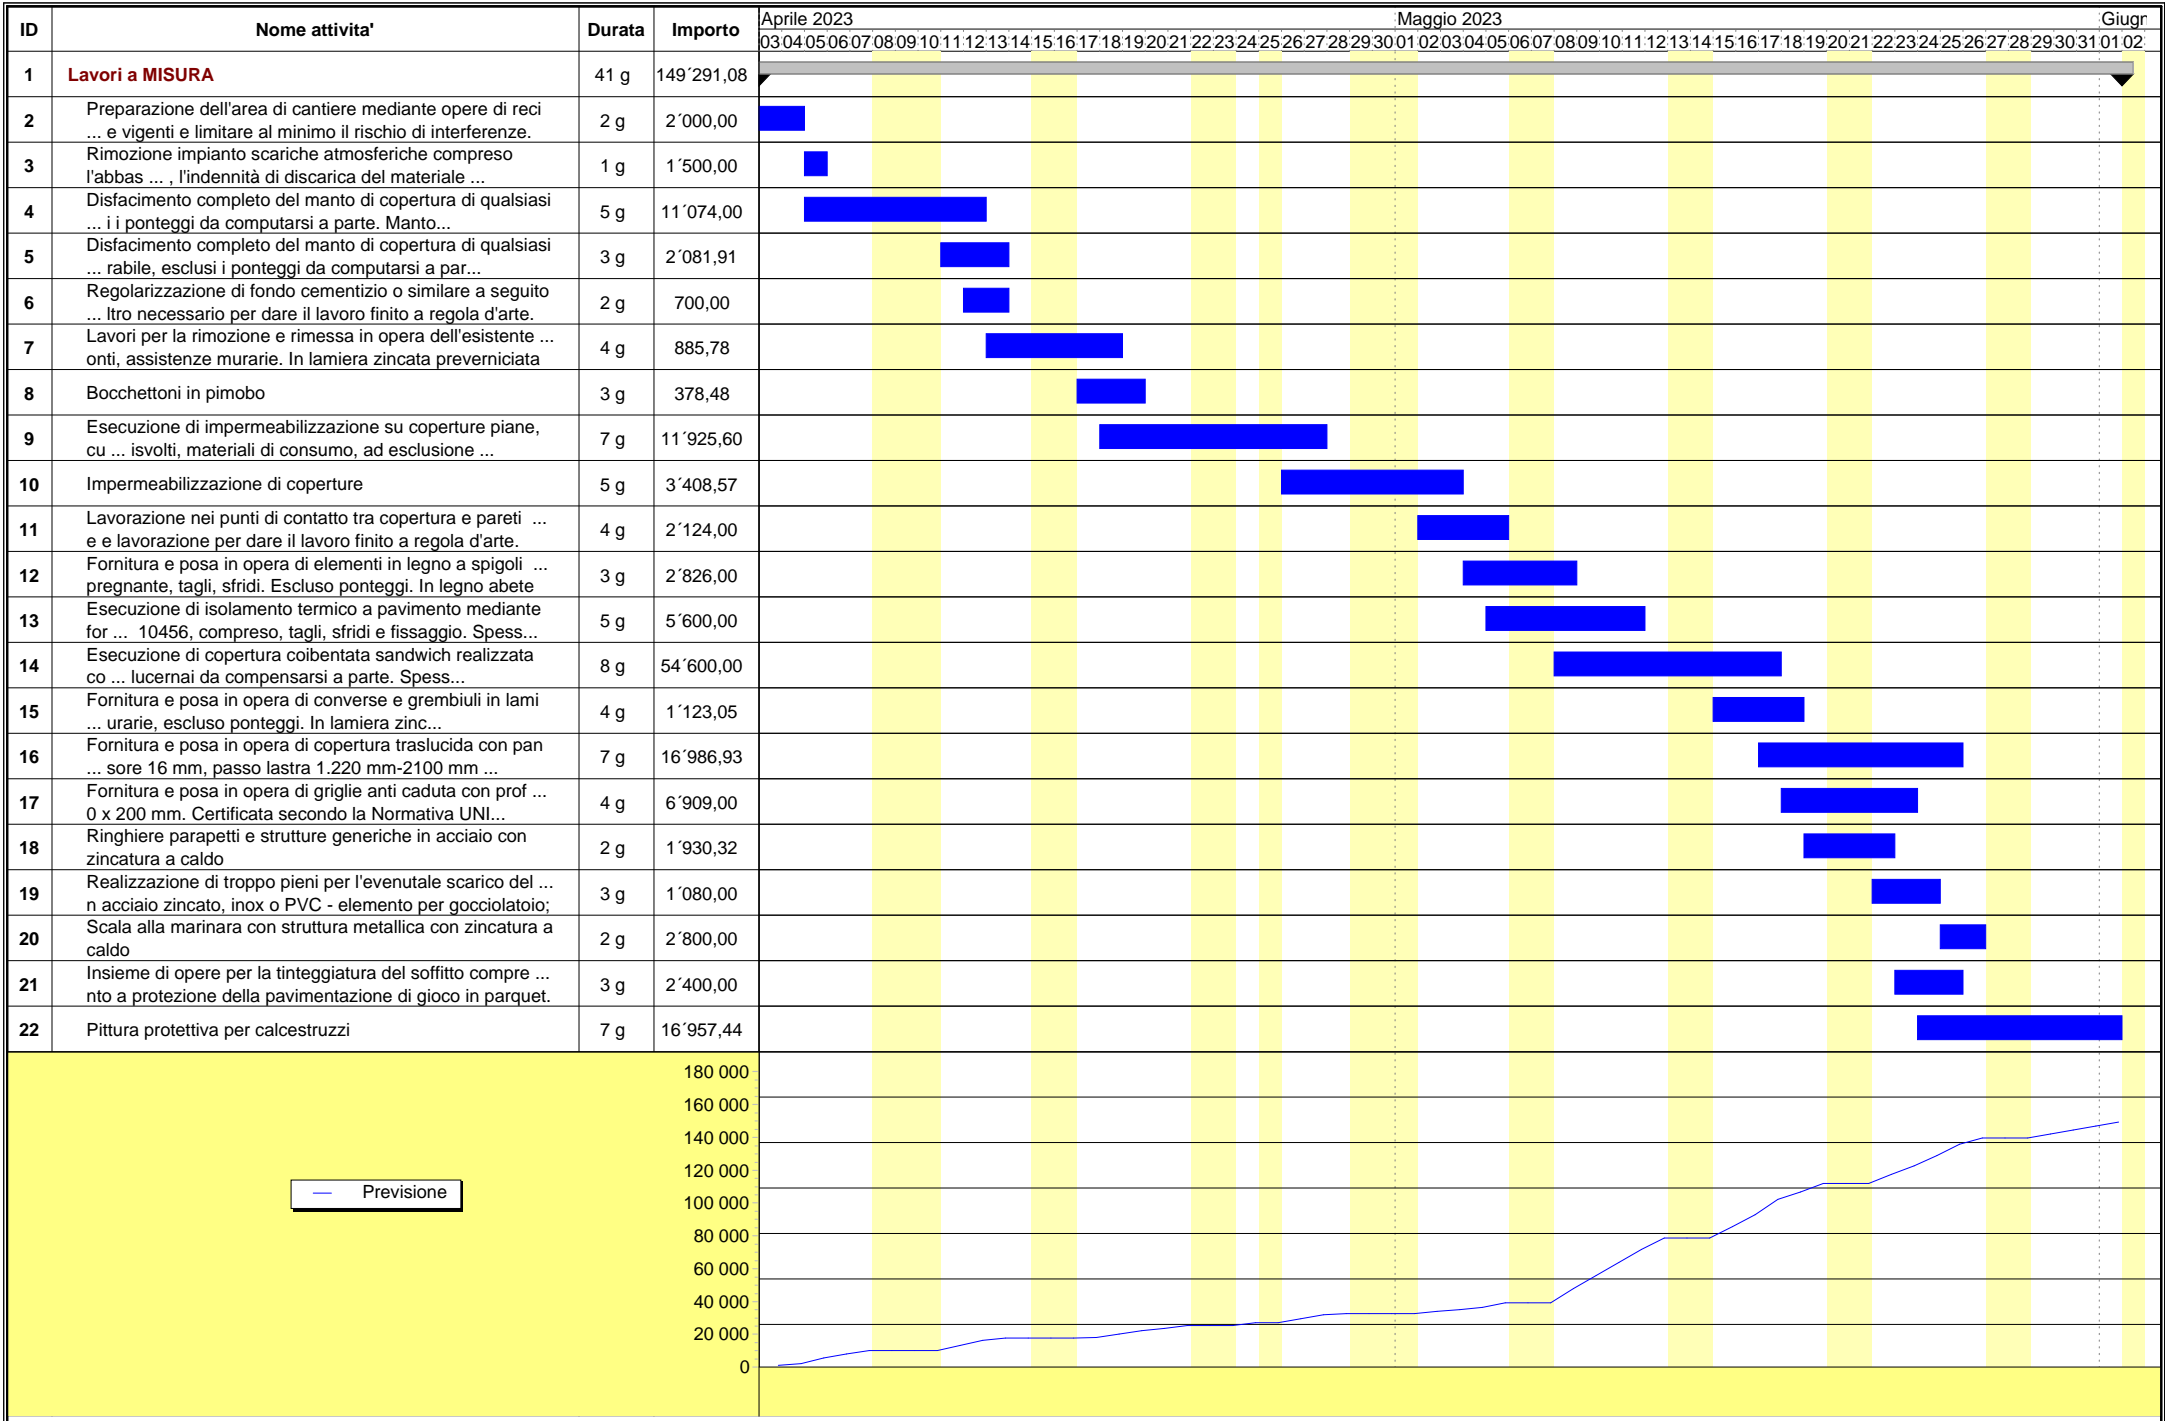 ID Nome attivita' Durata Importo Aprile 2023 Maggio 2023 Giugn
03 04 05 06 07 08 09 10 11 12 13 14 15 16 17 18 19 20 21 22 23 24 25 26 27 28 29 30 01 02 03 04 05 06 07 08 09 10 11 12 13 14 15 16 17 18 19 20 21 22 23 24 25 26 27 28 29 30 31 01 02
1 Lavori a MISURA 41 g 149´291,08
2 Preparazione dell'area di cantiere mediante opere di reci
... e vigenti e limitare al minimo il rischio di interferenze. 2 g 2´000,00
3 Rimozione impianto scariche atmosferiche compreso
l'abbas ... , l'indennità di discarica del materiale ... 1 g 1´500,00
4 Disfacimento completo del manto di copertura di qualsiasi
... i i ponteggi da computarsi a parte. Manto... 5 g 11´074,00
5 Disfacimento completo del manto di copertura di qualsiasi
... rabile, esclusi i ponteggi da computarsi a par... 3 g 2´081,91
6 Regolarizzazione di fondo cementizio o similare a seguito
... ltro necessario per dare il lavoro finito a regola d'arte. 2 g 700,00
7 Lavori per la rimozione e rimessa in opera dell'esistente ...
onti, assistenze murarie. In lamiera zincata preverniciata 4 g 885,78
8 Bocchettoni in pimobo 3 g 378,48
9 Esecuzione di impermeabilizzazione su coperture piane,
cu ... isvolti, materiali di consumo, ad esclusione ... 7 g 11´925,60
10 Impermeabilizzazione di coperture 5 g 3´408,57
11 Lavorazione nei punti di contatto tra copertura e pareti ...
e e lavorazione per dare il lavoro finito a regola d'arte. 4 g 2´124,00
12 Fornitura e posa in opera di elementi in legno a spigoli ...
pregnante, tagli, sfridi. Escluso ponteggi. In legno abete 3 g 2´826,00
13 Esecuzione di isolamento termico a pavimento mediante
for ... 10456, compreso, tagli, sfridi e fissaggio. Spess... 5 g 5´600,00
14 Esecuzione di copertura coibentata sandwich realizzata
co ... lucernai da compensarsi a parte. Spess... 8 g 54´600,00
15 Fornitura e posa in opera di converse e grembiuli in lami
... urarie, escluso ponteggi. In lamiera zinc... 4 g 1´123,05
16 Fornitura e posa in opera di copertura traslucida con pan
... sore 16 mm, passo lastra 1.220 mm-2100 mm ... 7 g 16´986,93
17 Fornitura e posa in opera di griglie anti caduta con prof ...
0 x 200 mm. Certificata secondo la Normativa UNI... 4 g 6´909,00
18 Ringhiere parapetti e strutture generiche in acciaio con
zincatura a caldo 2 g 1´930,32
19 Realizzazione di troppo pieni per l'evenutale scarico del ...
n acciaio zincato, inox o PVC - elemento per gocciolatoio; 3 g 1´080,00
20 Scala alla marinara con struttura metallica con zincatura a
caldo 2 g 2´800,00
21 Insieme di opere per la tinteggiatura del soffitto compre ...
nto a protezione della pavimentazione di gioco in parquet. 3 g 2´400,00
22 Pittura protettiva per calcestruzzi 7 g 16´957,44
180 000
160 000
140 000
120 000
100 000
80 000
60 000
40 000
20 000
0
Previsione